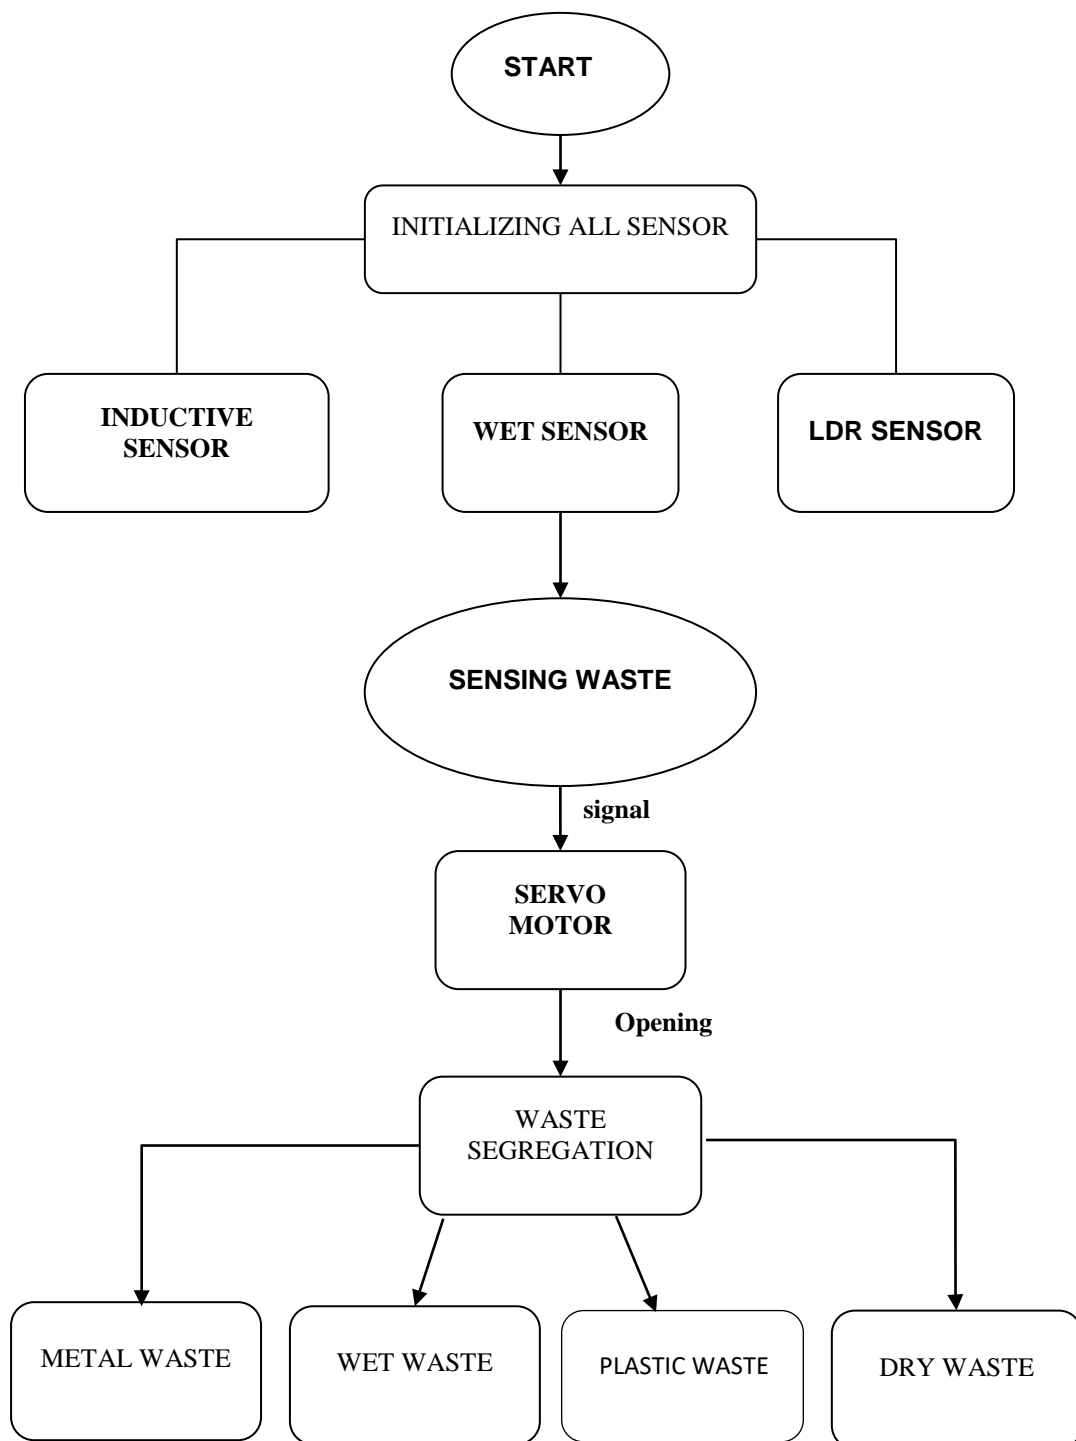 START
INITIALIZING ALL SENSOR
INDUCTIVE
SENSOR
WET SENSOR
LDR SENSOR
SENSING WASTE
signal
SERVO
MOTOR
Opening
WASTE
SEGREGATION
METAL WASTE
WET WASTE
PLASTIC WASTE
DRY WASTE